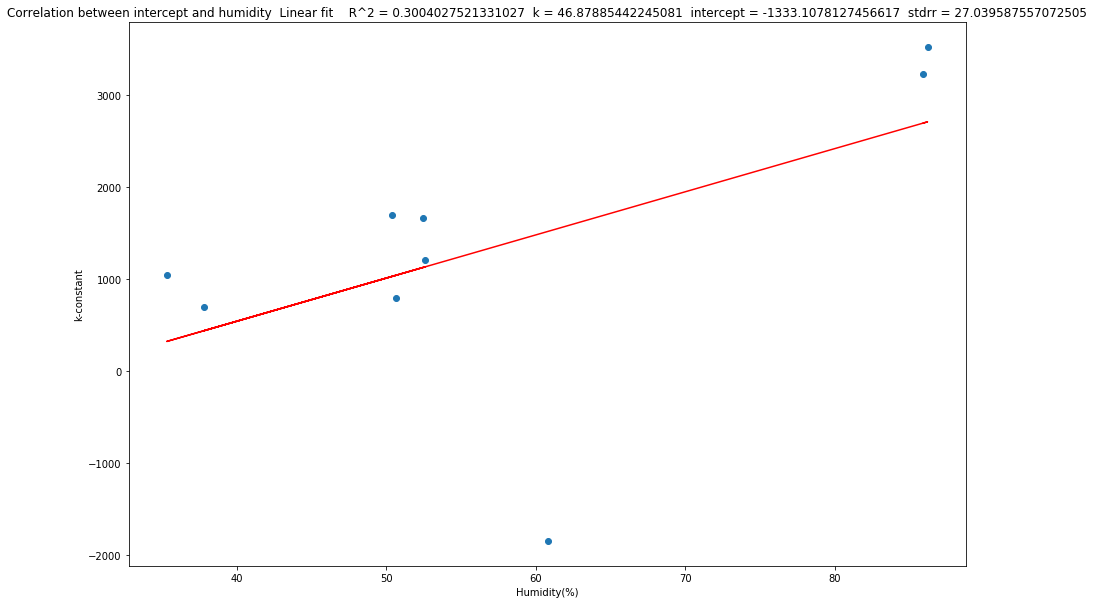 Correlation between intercept and humidity  Linear fit    R^2 = 0.3004027521331027  k = 46.87885442245081  intercept = -1333.1078127456617  stdrr = 27.039587557072505
3000
2000
1000
0
−1000
−2000
k-constant
40 50 60 70 80
Humidity(%)